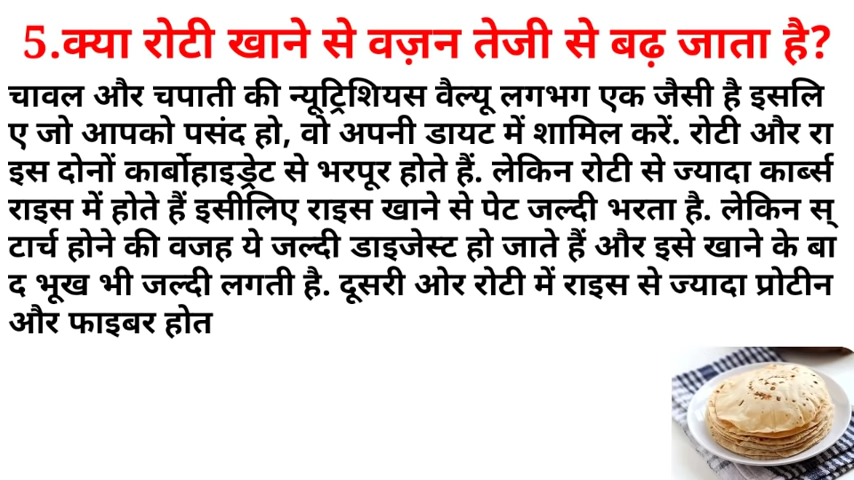 5.क्या रोटी खाने से वज़न तेजी से बढ़ जाता है?
चावल और चपाती की न्यूट्रिशियस वैल्यू लगभग एक जैसी है इसलि
ए जो आपको पसंद हो, वो अपनी डायट में शामिल करें. रोटी और रा
इस दोनों कार्बोहाइड्रेट से भरपूर होते हैं. लेकिन रोटी से ज्यादा कार्ब्स
राइस में होते हैं इसीलिए राइस खाने से पेट जल्दी भरता है. लेकिन स्
टार्च होने की वजह ये जल्दी डाइजेस्ट हो जाते हैं और इसे खाने के बा
द भूख भी जल्दी लगती है. दूसरी ओर रोटी में राइस से ज्यादा प्रोटीन
और फाइबर होत